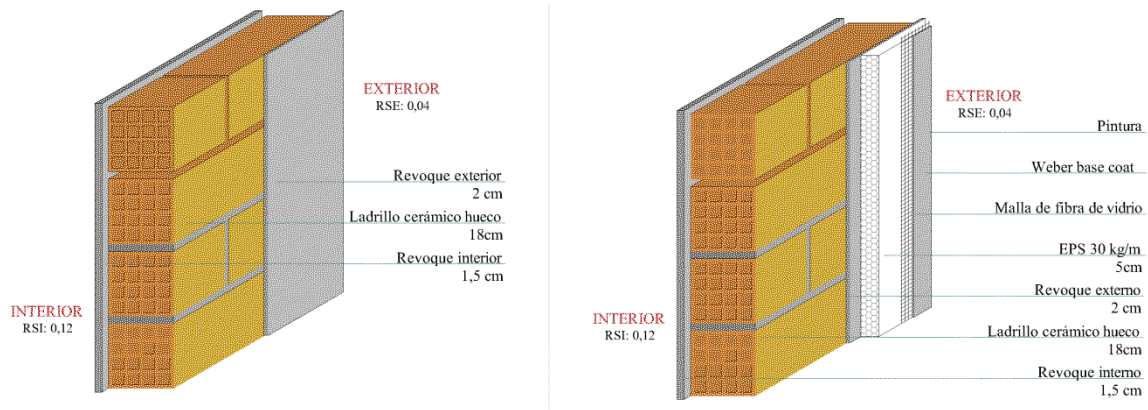 EXTERIOR
RSE: 0,04
Revoque exterior
2 cm
Ladrillo cerámico hueco
18cm
Revoque interior
1,5 cm
INTERIOR
RSI: 0,12
EXTERIOR
RSE: 0,04
Pintura
Weber base coat
Malla de fibra de vidrio
EPS 30 kg/m
5cm
Revoque externo
2 cm
Ladrillo cerámico hueco
18cm
Revoque interno
1,5 cm
INTERIOR
RSI: 0,12